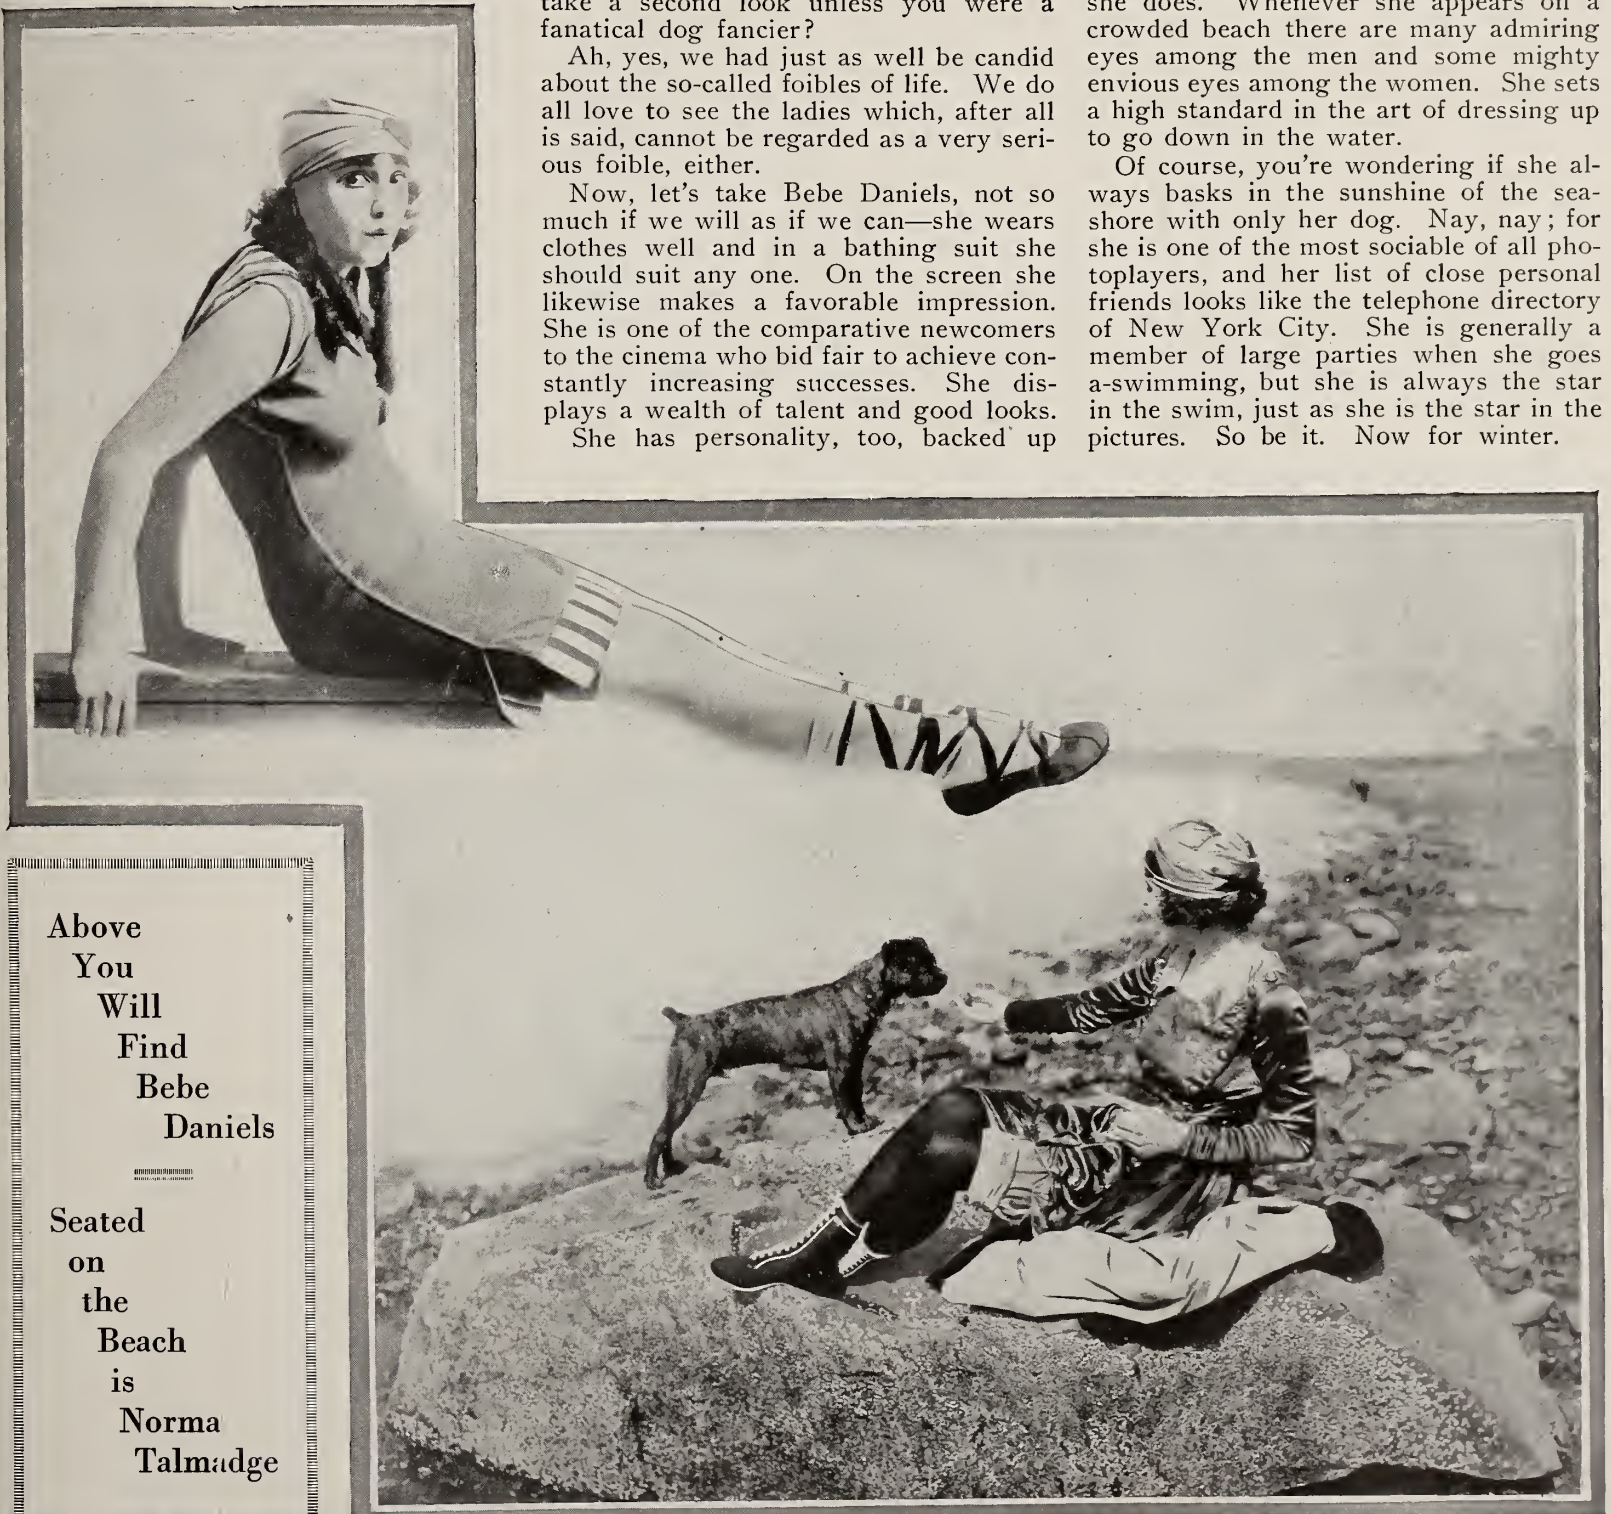 take a second look unless you were a
fanatical dog fancier?
Ah, yes, we had just as well be candid
about the so-called foibles of life. We do
all love to see the ladies which, after all
is said, cannot be regarded as a very seri-
ous foible, either.
Now, let's take Bebe Daniels, not so
much if we will as if we can—she wears
clothes well and in a bathing suit she
should suit any one. On the screen she
likewise makes a favorable impression.
She is one of the comparative newcomers
to the cinema who bid fair to achieve con-
stantly increasing successes. She dis-
plays a wealth of talent and good looks.
She has personality, too, backed up
she does. Whenever she appears on a
crowded beach there are many admiring
eyes among the men and some mighty
envious eyes among the women. She sets
a high standard in the art of dressing up
to go down in the water.
Of course, you're wondering if she al-
ways basks in the sunshine of the sea-
shore with only her dog. Nay, nay; for
she is one of the most sociable of all pho-
toplayers, and her list of close personal
friends looks like the telephone directory
of New York City. She is generally a
member of large parties when she goes
a-swimming, but she is always the star
in the swim, just as she is the star in the
pictures. So be it. Now for winter.
Above
You
Will
Find
Bebe
Daniels
Seated
on
the
Beach
is
Norma
Talmadge